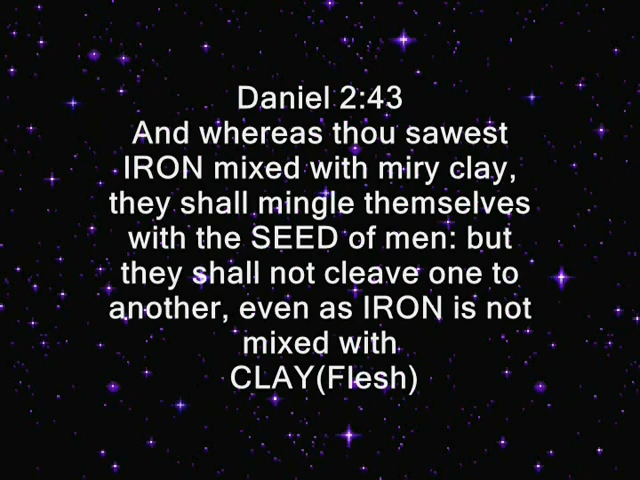 Daniel 2:43
And whereas thou sawest
IRON mixed with miry clay,
they shall mingle themselves
with the SEED of men: but
they shall not cleave one to
another, even as IRON is not
mixed with
CLAY(Flesh)